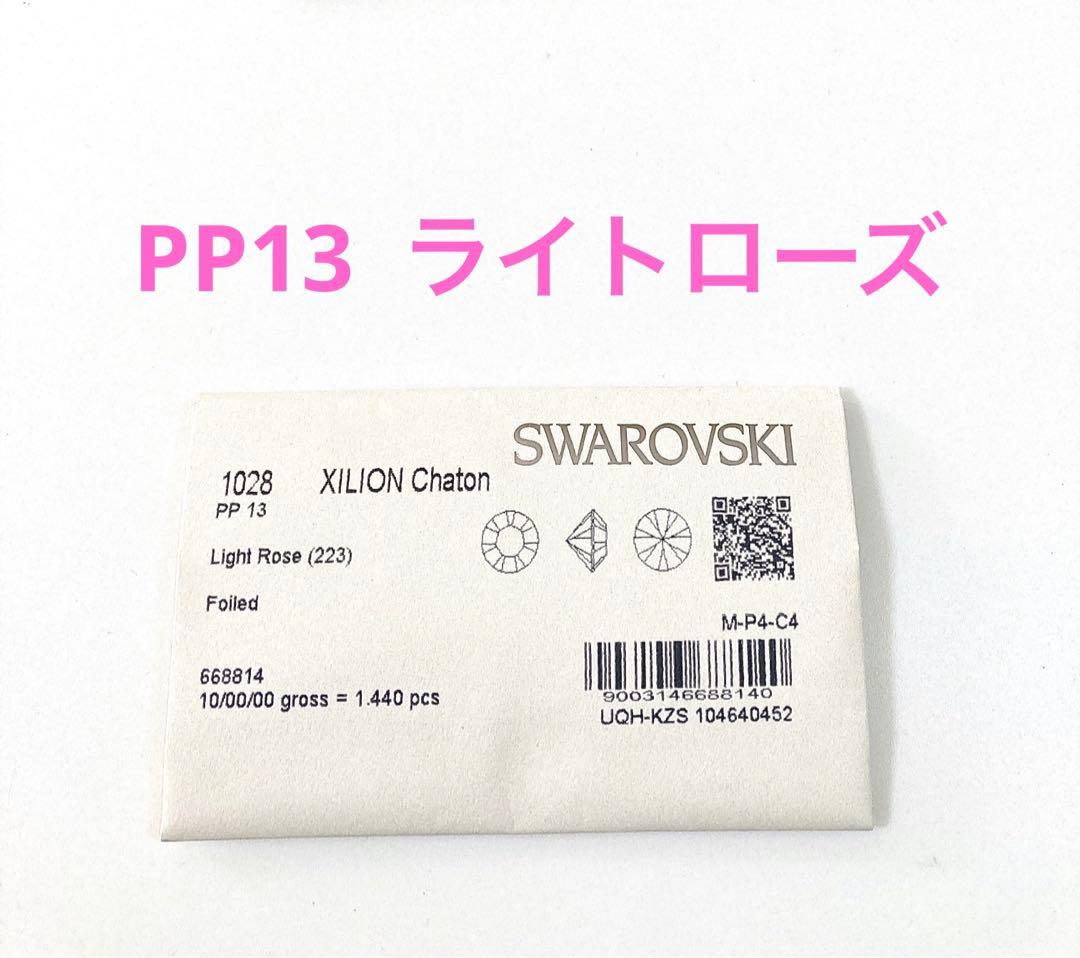 PP13 ライトローズ
SWAROVSKI
1028 XILION Chaton
PP 13
Light Rose (223)
Foiled
M-P4-C4
668814
10/00/00 gross = 1.440 pcs
9003146688140
UQH-KZS 104640452